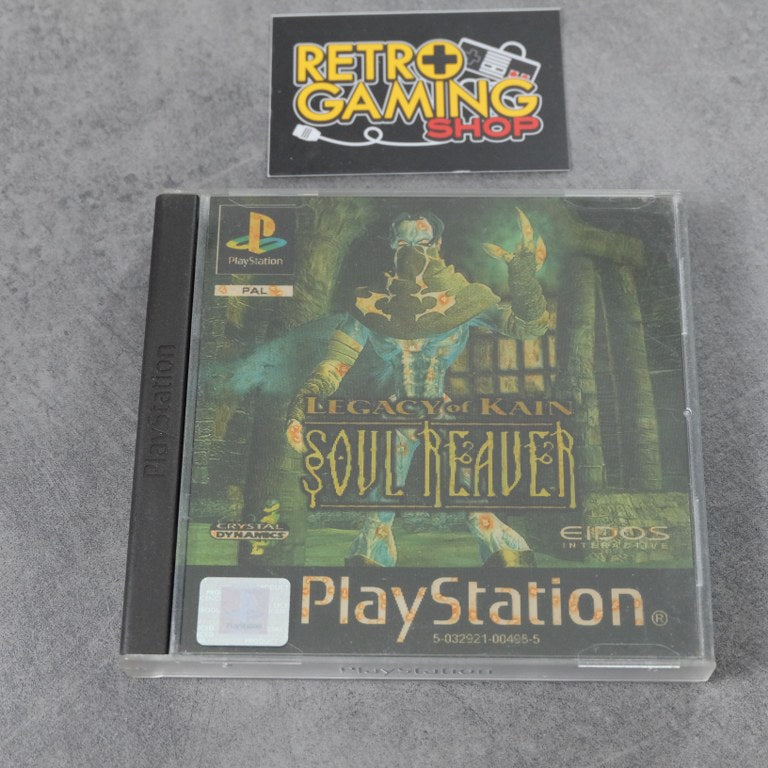 RETRO
GAMING
SHOP
PlayStation
PAL
PlayStation
LEGACY of KAIN
SOUL REAVER
CRYSTAL
DYNAMICS
EIDOS
INTERACTIVE
PlayStation®
5-032921-00498-5
PlayStation